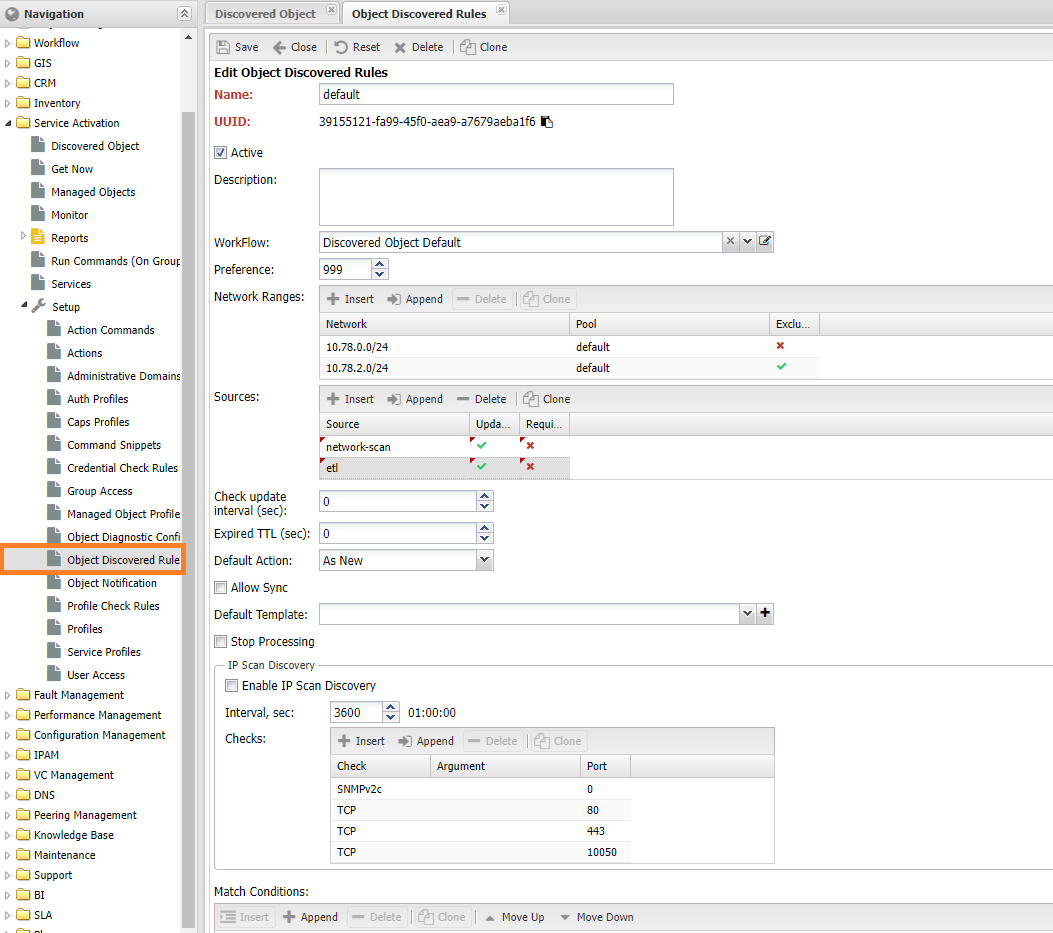 Navigation
Workflow
GIS
CRM
Inventory
Service Activation
Discovered Object
Get Now
Managed Objects
Monitor
Reports
Run Commands (On Group
Services
Setup
Action Commands
Actions
Administrative Domains
Auth Profiles
Caps Profiles
Command Snippets
Credential Check Rules
Group Access
Managed Object Profile
Object Diagnostic Confi
Object Discovered Rule
Object Notification
Profile Check Rules
Profiles
Service Profiles
User Access
Fault Management
Performance Management
Configuration Management
IPAM
VC Management
DNS
Peering Management
Knowledge Base
Maintenance
Support
BI
SLA
Discovered Object Object Discovered Rules
Save Close Reset Delete Clone
Edit Object Discovered Rules
Name: default
UUID: 39155121-fa99-45f0-aea9-a7679aeba1f6
Active
Description:
WorkFlow: Discovered Object Default
Preference: 999
Network Ranges: Insert Append Delete Clone
Network Pool Exclu...
10.78.0.0/24 default
10.78.2.0/24 default
Sources: Insert Append Delete Clone
Source Upda... Requi...
network-scan
etl
Check update
interval (sec): 0
Expired TTL (sec): 0
Default Action: As New
Allow Sync
Default Template:
Stop Processing
IP Scan Discovery
Enable IP Scan Discovery
Interval, sec: 3600 01:00:00
Checks: Insert Append Delete Clone
Check Argument Port
SNMPv2c 0
TCP 80
TCP 443
TCP 10050
Match Conditions:
Insert Append Delete Clone Move Up Move Down